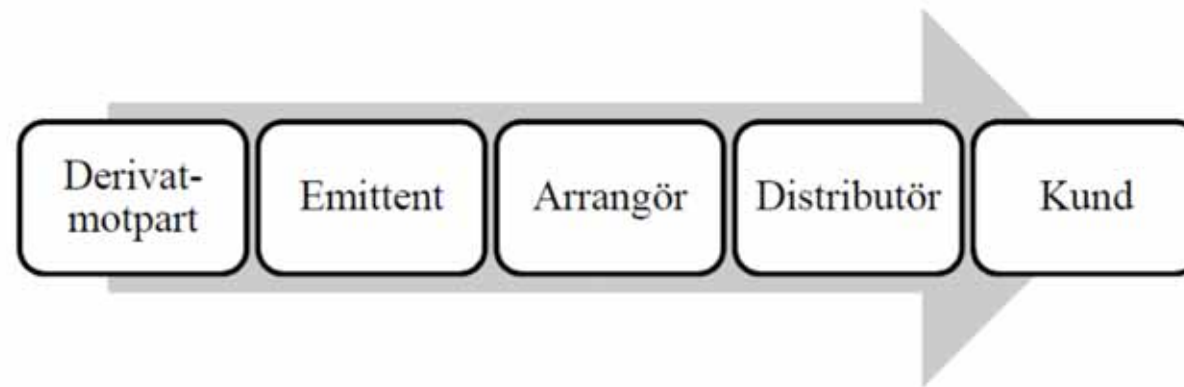 Derivat-
motpart
Emittent
Arrangör
Distributör
Kund